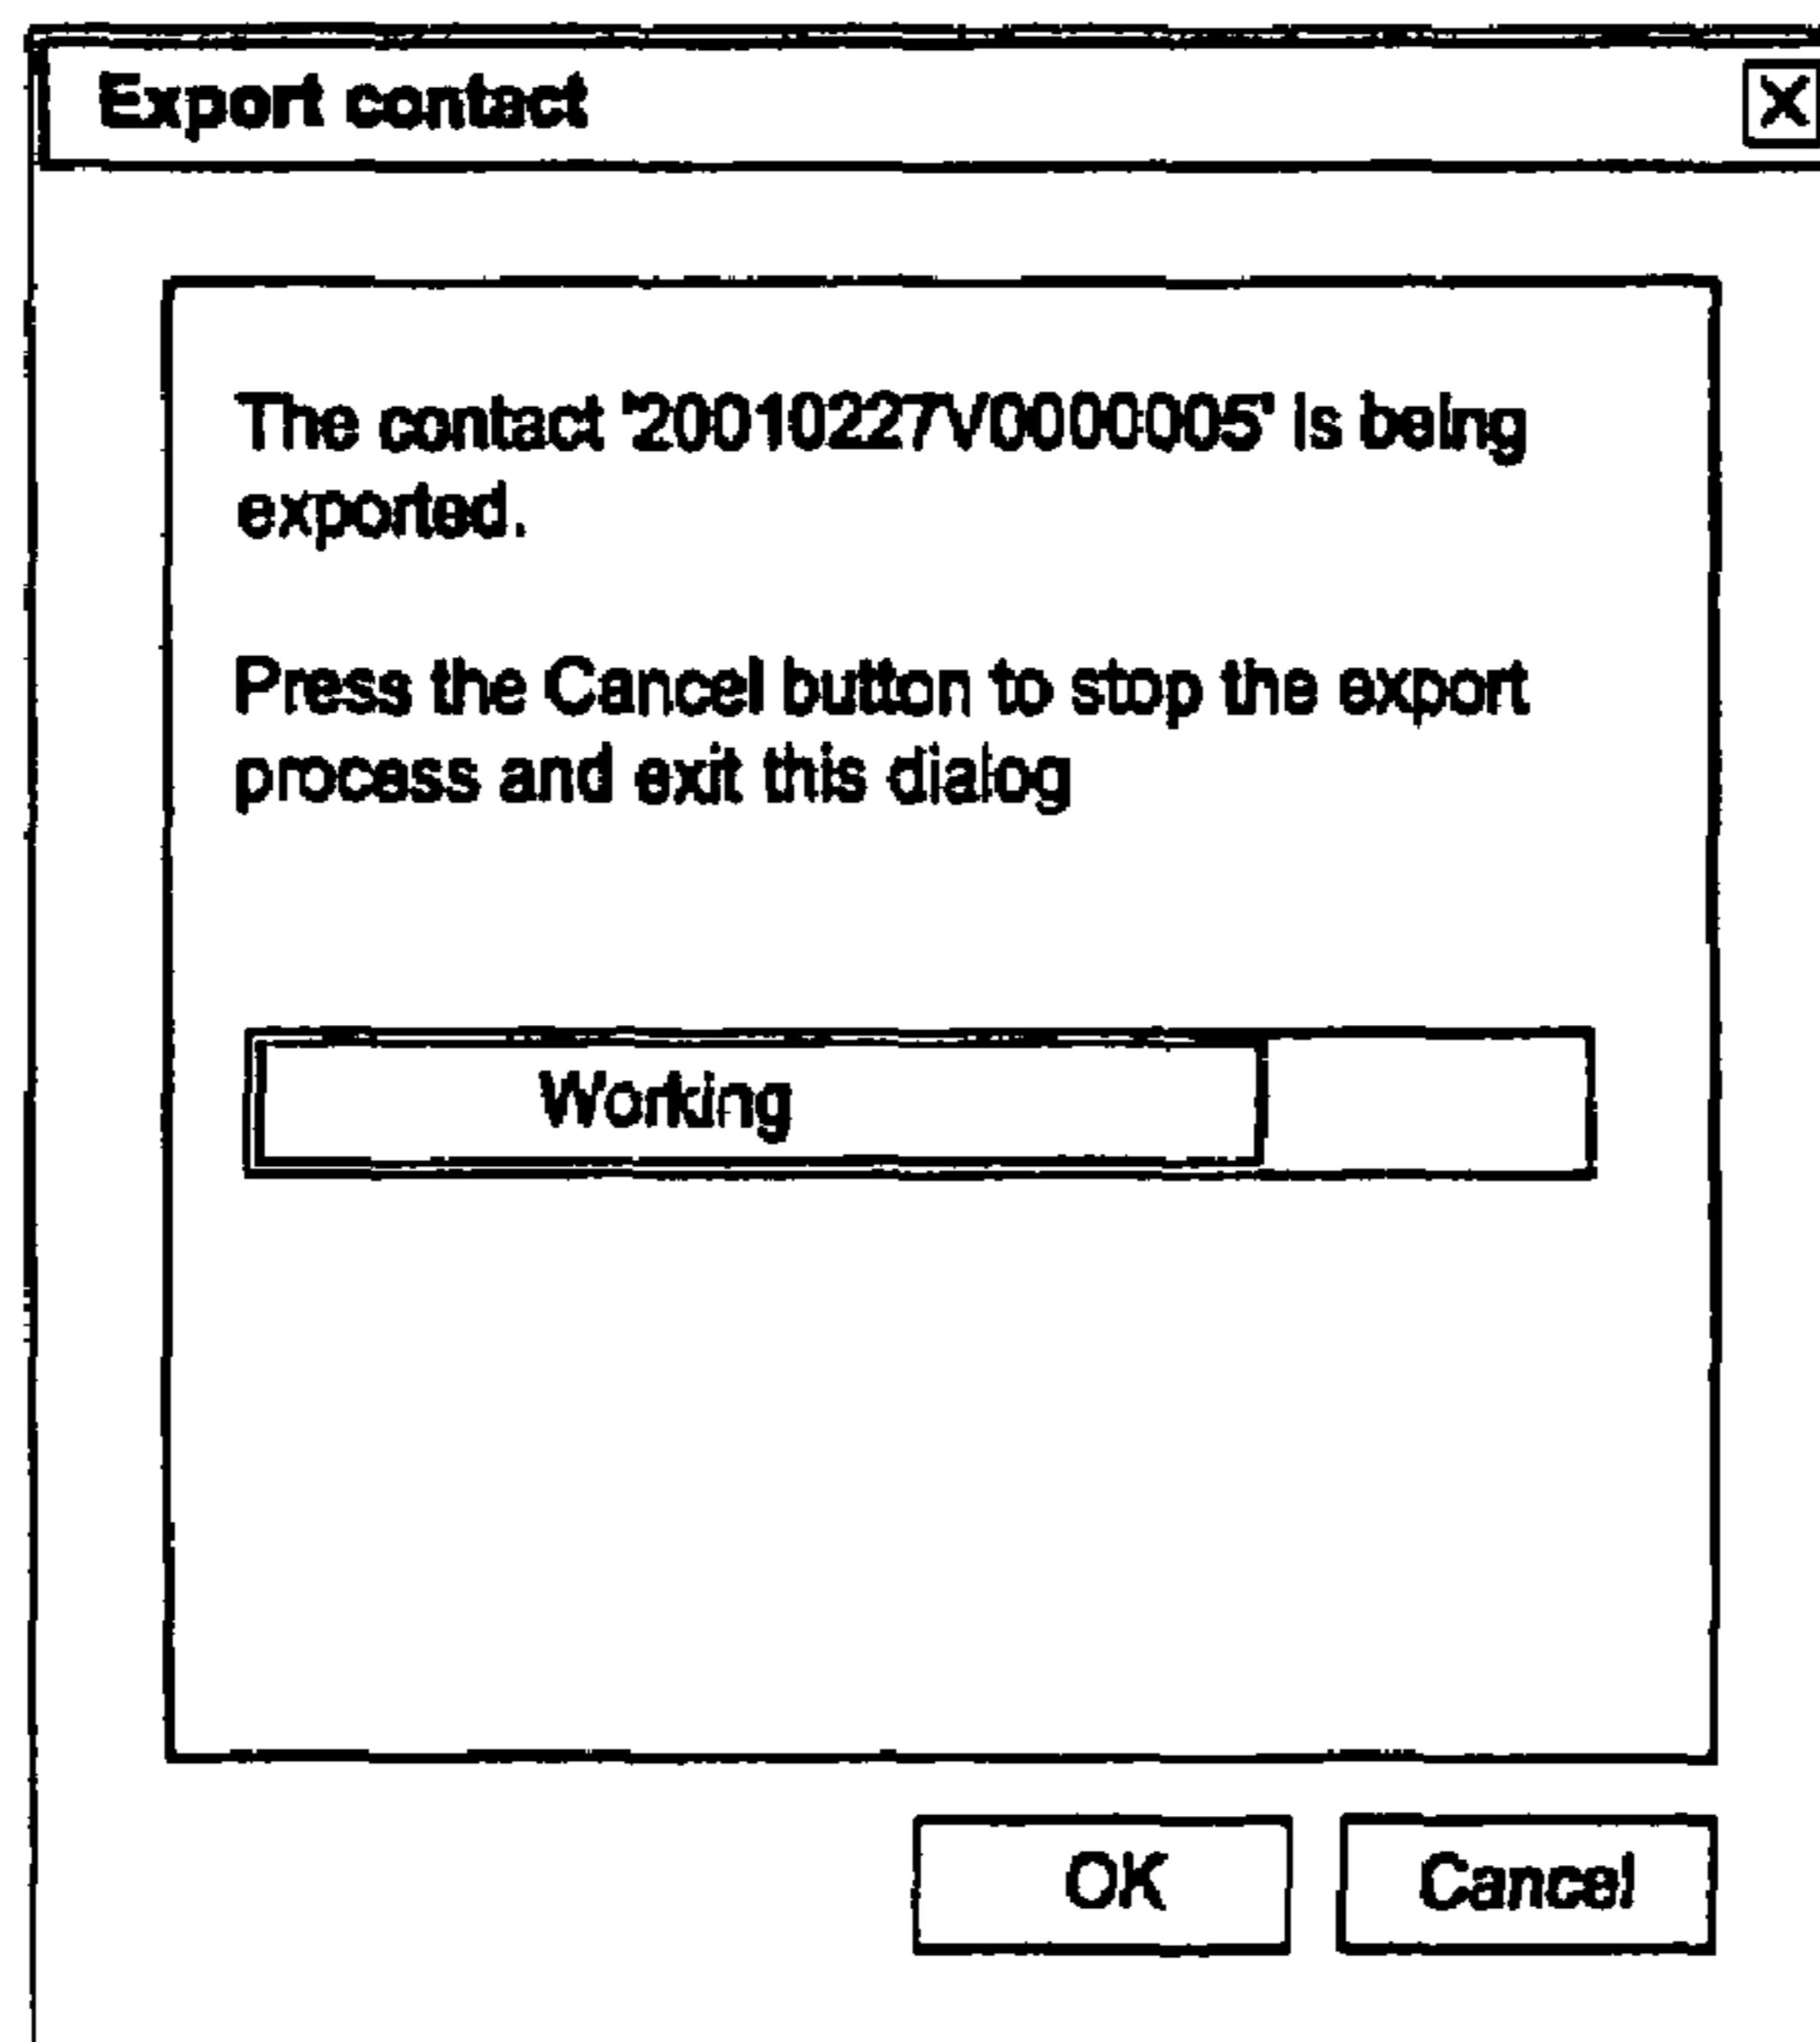 Export contact
X
The contact '20010227V0000005' is being
exported.
Press the Cancel button to stop the export
process and exit this dialog
Working
OK
Cancel